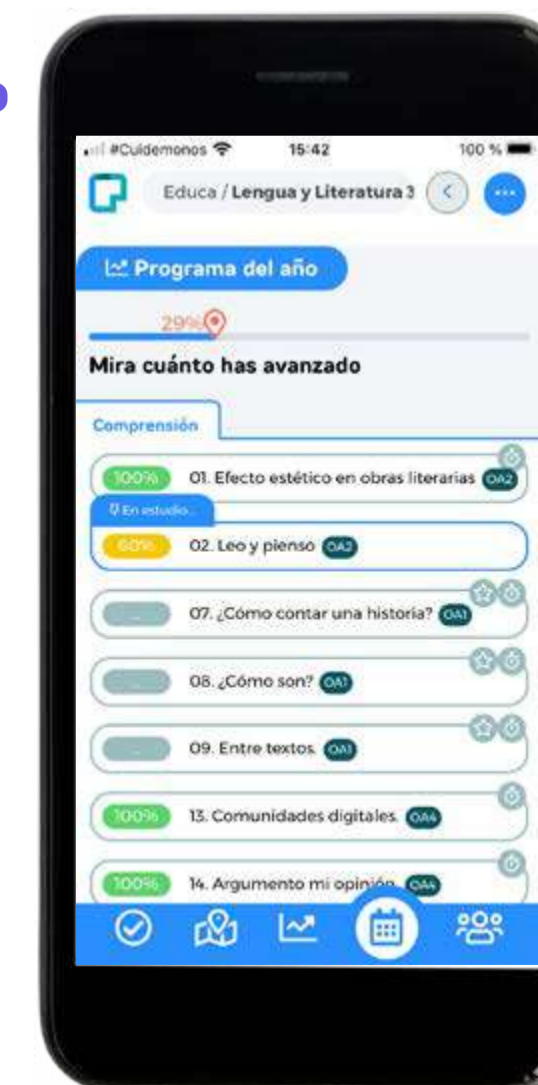 #Cuidemonos 15:42 100 %
Educa / Lengua y Literatura 3
Programa del año
29%
Mira cuánto has avanzado
Comprensión
100% 01. Efecto estético en obras literarias OA2
En estudio...
60% 02. Leo y pienso OA2
07. ¿Cómo contar una historia? OA1
08. ¿Cómo son? OA1
09. Entre textos. OA1
100% 13. Comunidades digitales. OA4
100% 14. Argumento mi opinión. OA4